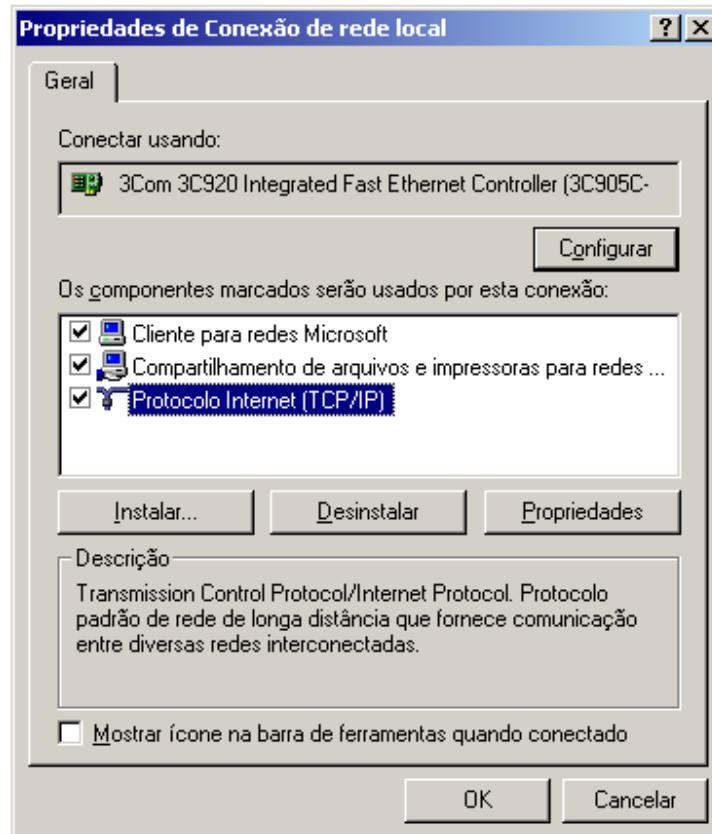 Propriedades de Conexão de rede local
Geral
Conectar usando:
3Com 3C920 Integrated Fast Ethernet Controller (3C905C-
Configurar
Os componentes marcados serão usados por esta conexão:
Cliente para redes Microsoft
Compartilhamento de arquivos e impressoras para redes ...
Protocolo Internet (TCP/IP)
Instalar... Desinstalar Propriedades
Descrição
Transmission Control Protocol/Internet Protocol. Protocolo
padrão de rede de longa distância que fornece comunicação
entre diversas redes interconectadas.
Mostrar ícone na barra de ferramentas quando conectado
OK Cancelar